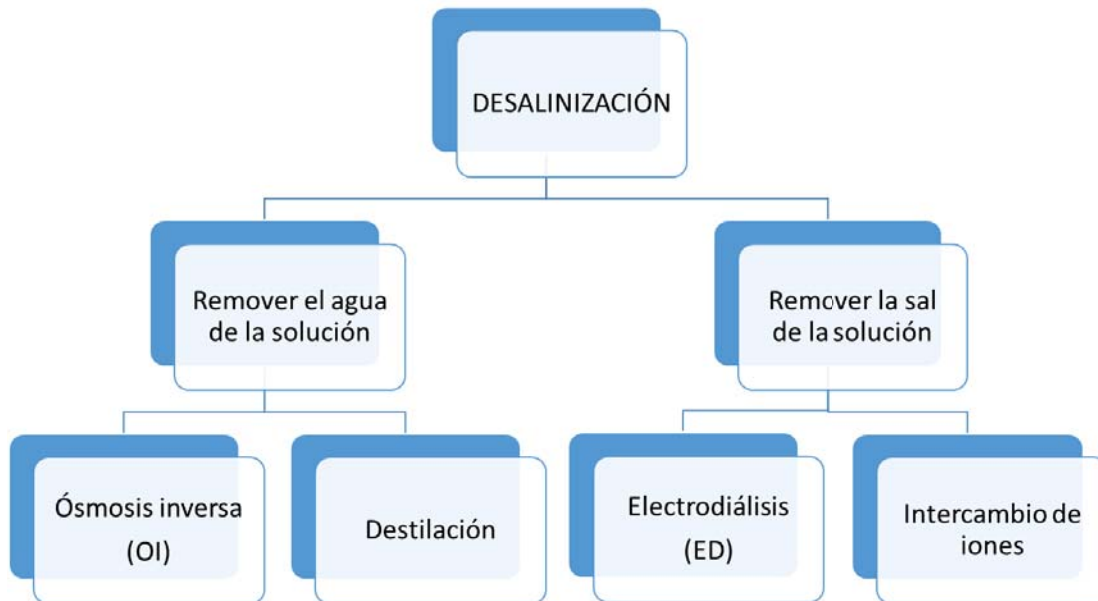 DESALINIZACIÓN
Remover el agua
de la solución
Remover la sal
de la solución
Ósmosis inversa
(OI)
Destilación
Electrodiálisis
(ED)
Intercambio de
iones